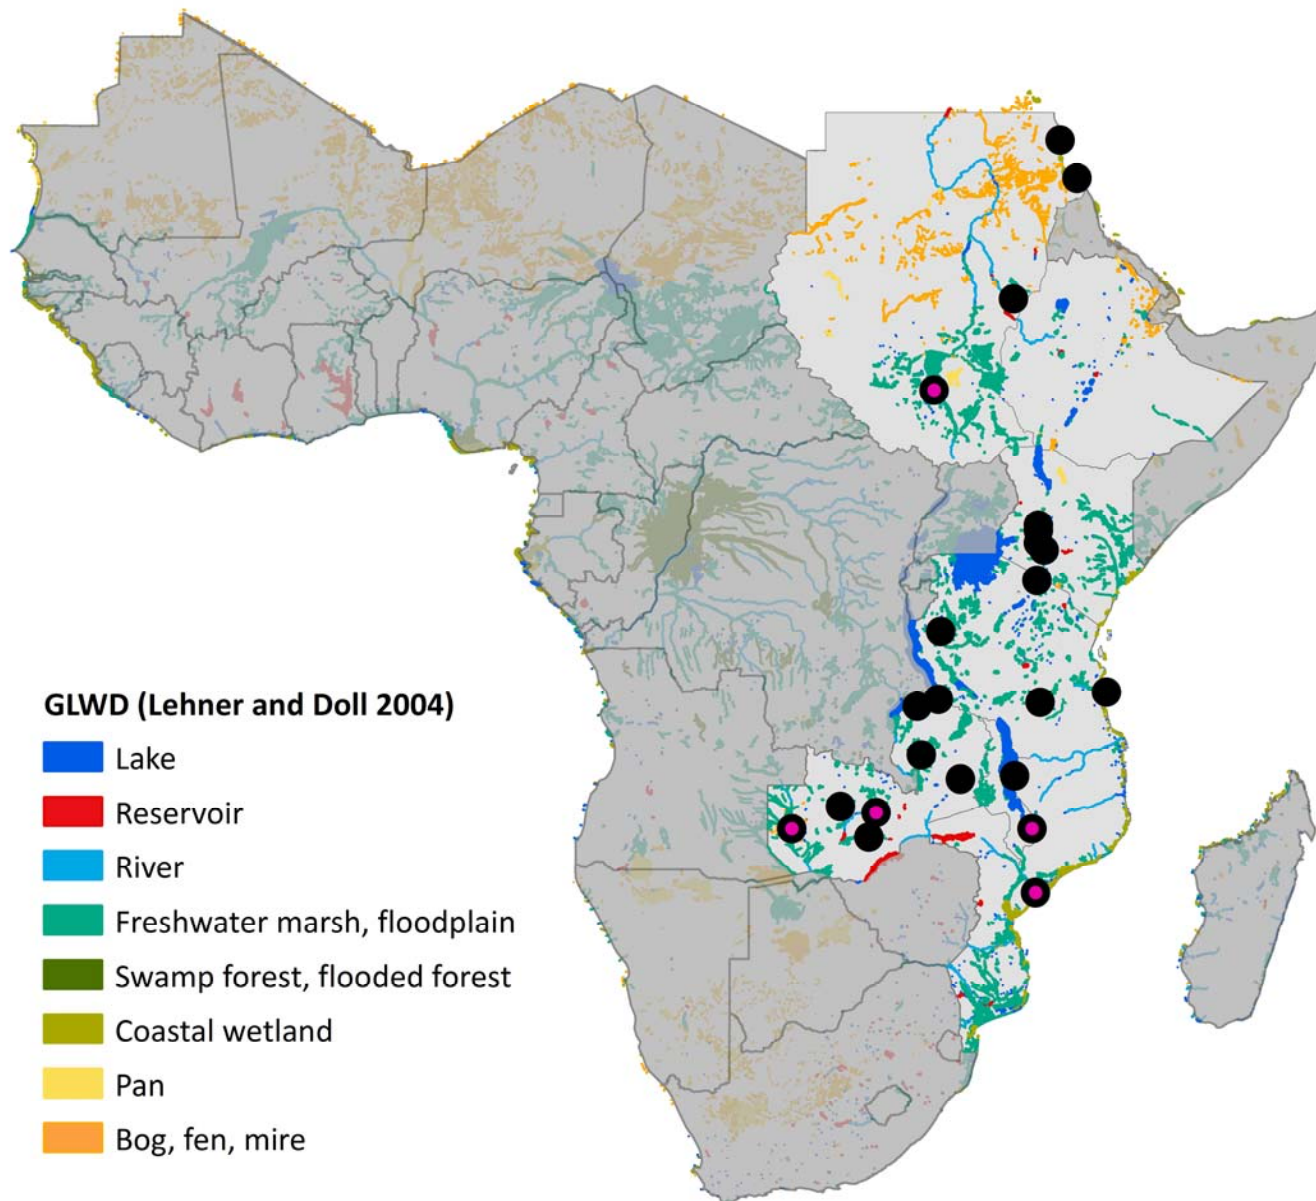 GLWD (Lehner and Doll 2004)
Lake
Reservoir
River
Freshwater marsh, floodplain
Swamp forest, flooded forest
Coastal wetland
Pan
Bog, fen, mire